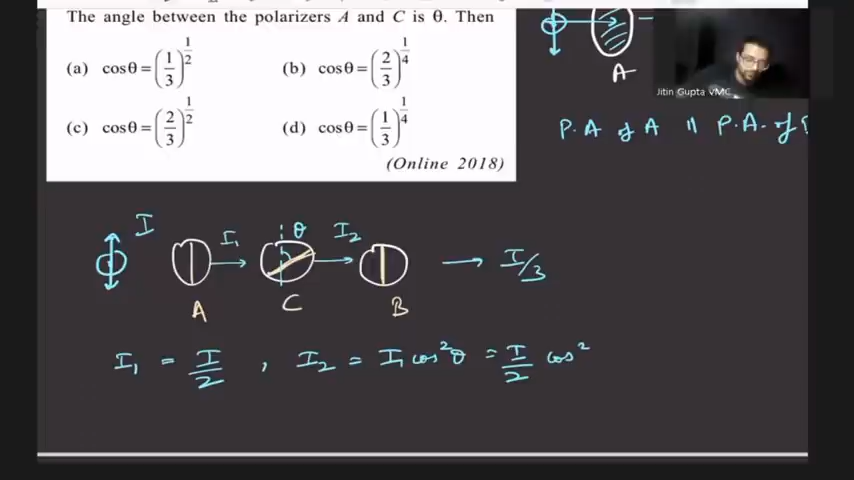 The angle between the polarizers A and C is θ. Then
(a) cosθ = (1/3)^(1/2) (b) cosθ = (2/3)^(1/4)
(c) cosθ = (2/3)^(1/2) (d) cosθ = (1/3)^(1/4)
(Online 2018)
A
Jitin Gupta VMC
P.A of A || P.A. of
I
I₁ θ I₂ → I/3
A C B
I₁ = I/2 , I₂ = I₁ cos²θ = I/2 cos²